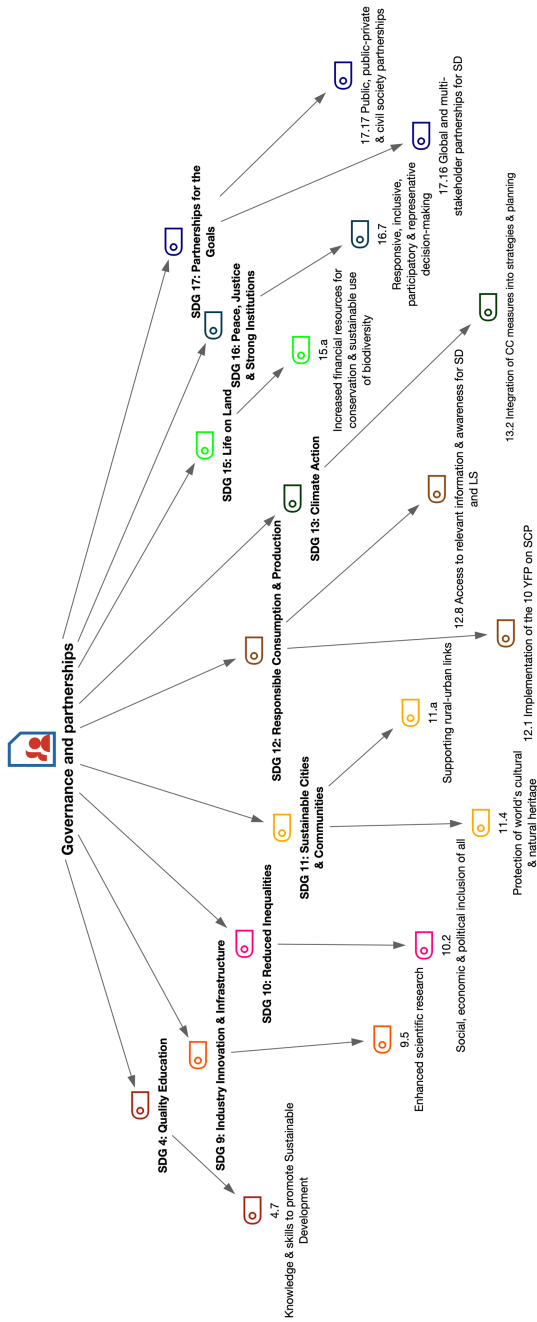 Governance and partnerships
SDG 4: Quality Education
4.7
Knowledge & skills to promote Sustainable
Development
SDG 9: Industry Innovation & Infrastructure
9.5
Enhanced scientific research
SDG 10: Reduced Inequalities
10.2
Social, economic & political inclusion of all
SDG 11: Sustainable Cities
& Communities
11.4
Protection of world's cultural
& natural heritage
11.a
Supporting rural-urban links
SDG 12: Responsible Consumption & Production
12.1 Implementation of the 10 YFP on SCP
12.8 Access to relevant information & awareness for SD
and LS
SDG 13: Climate Action
13.2 Integration of CC measures into strategies & planning
SDG 15: Life on Land
15.a
Increased financial resources for
conservation & sustainable use
of biodiversity
SDG 16: Peace, Justice
& Strong Institutions
16.7
Responsive, inclusive,
participatory & represenative
decision-making
SDG 17: Partnerships for the
Goals
17.16 Global and multi-
stakeholder partnerships for SD
17.17 Public, public-private
& civil society partnerships